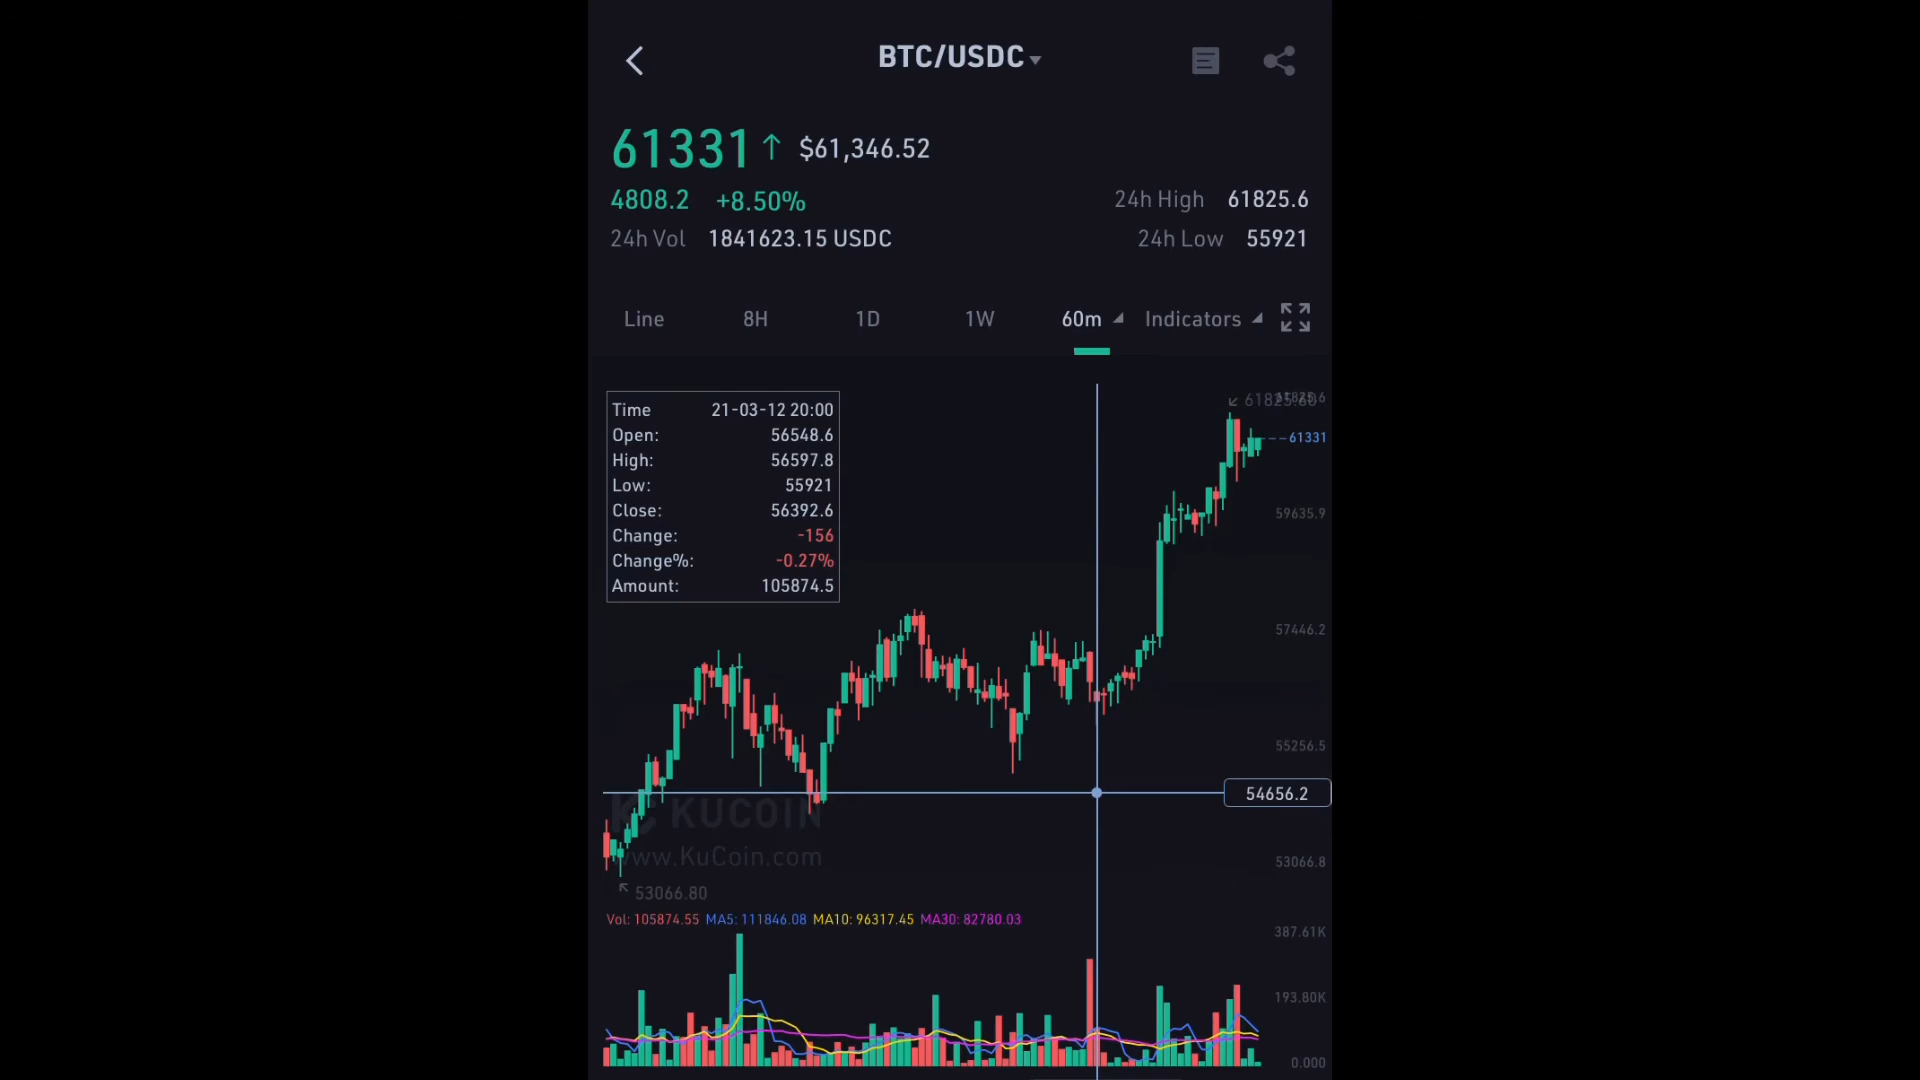 BTC/USDC
61331 ↑ $61,346.52
4808.2 +8.50% 24h High 61825.6
24h Vol 1841623.15 USDC 24h Low 55921
Line 8H 1D 1W 60m Indicators
Time 21-03-12 20:00
Open: 56548.6
High: 56597.8
Low: 55921
Close: 56392.6
Change: -156
Change%: -0.27%
Amount: 105874.5
61825.60
61825.6
61331
59635.9
57446.2
55256.5
54656.2
KUCOIN
www.KuCoin.com
53066.8
53066.80
Vol: 105874.55 MA5: 111846.08 MA10: 96317.45 MA30: 82780.03
387.61K
193.80K
0.000